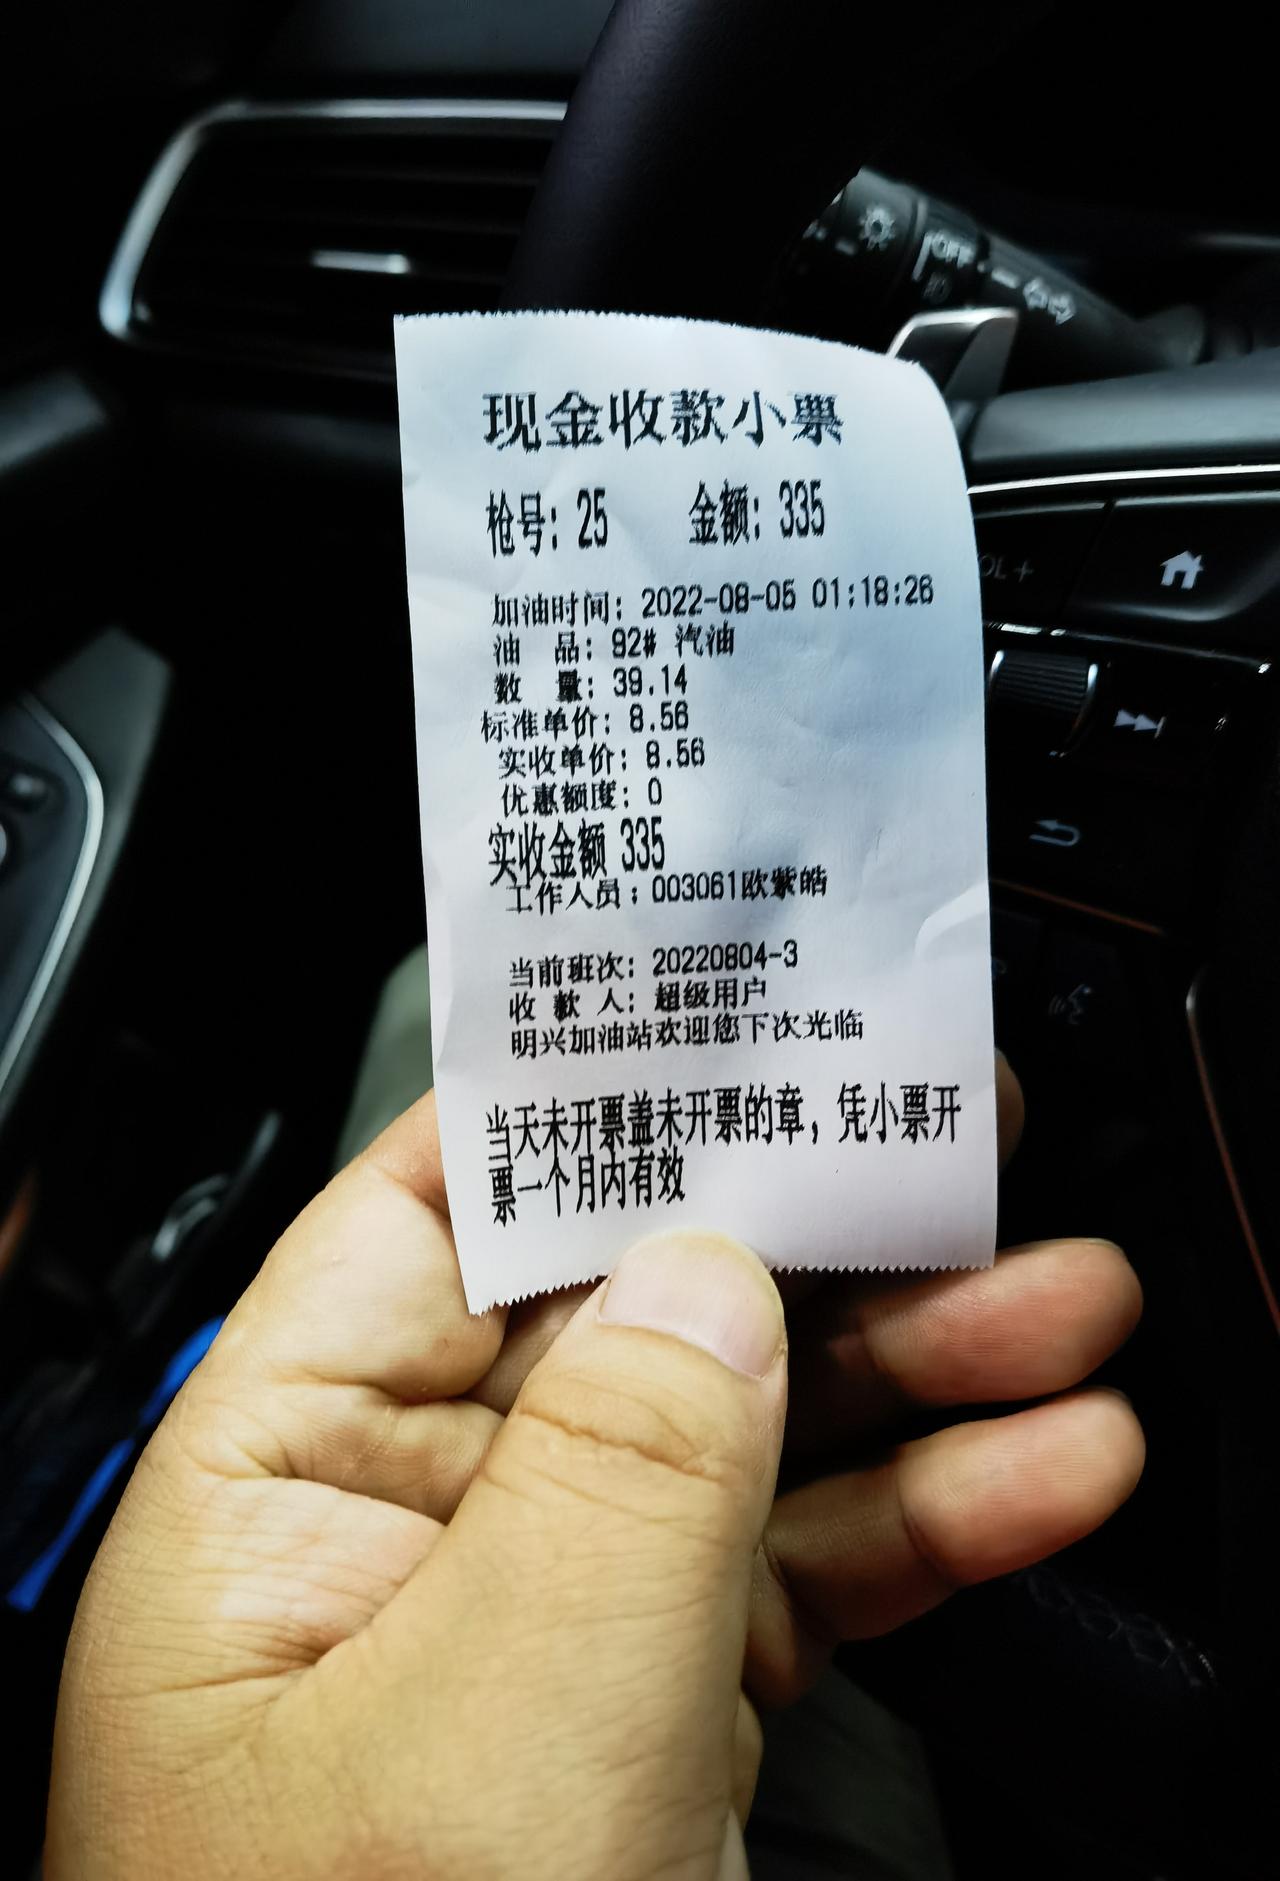 现金收款小票
枪号: 25 金额: 335
加油时间: 2022-08-05 01:18:26
油 品: 92# 汽油
数 量: 39.14
标准单价: 8.56
实收单价: 8.56
优惠额度: 0
实收金额 335
工作人员: 003061欧紫皓
当前班次: 20220804-3
收 款 人: 超级用户
明兴加油站欢迎您下次光临
当天未开票盖未开票的章, 凭小票开
票一个月内有效
OFF
OL +